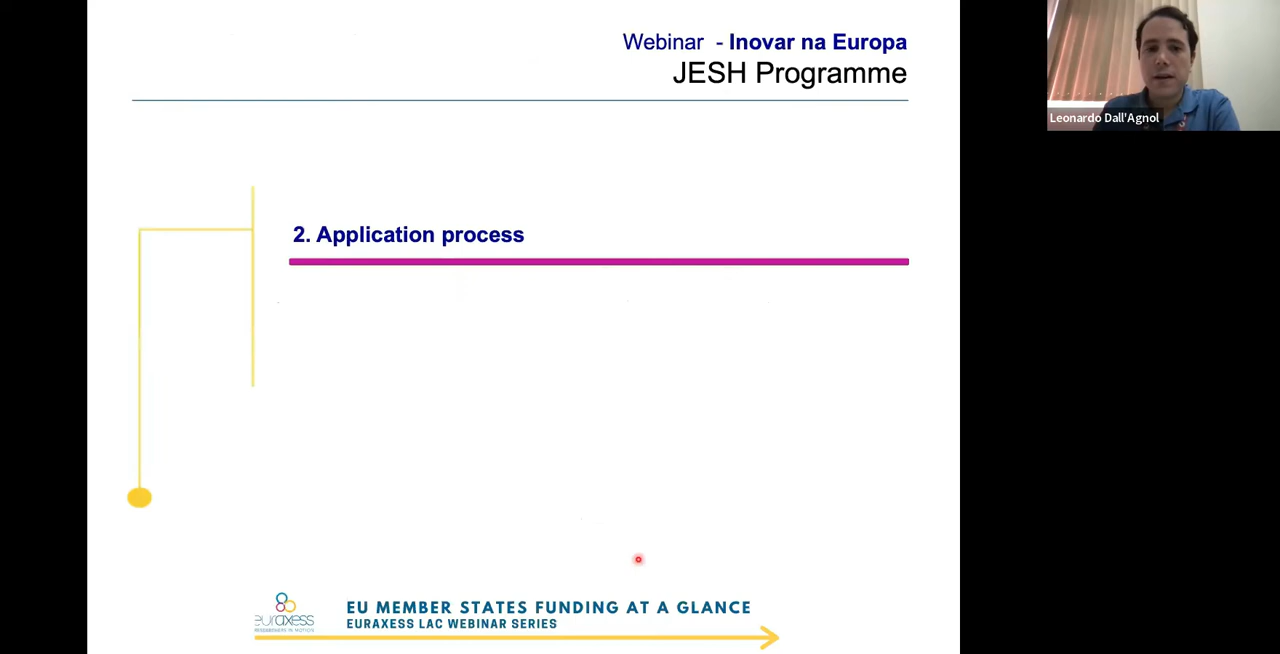 Webinar - Inovar na Europa
JESH Programme
Leonardo Dall'Agnol
2. Application process
euraxess
EU MEMBER STATES FUNDING AT A GLANCE
EURAXESS LAC WEBINAR SERIES